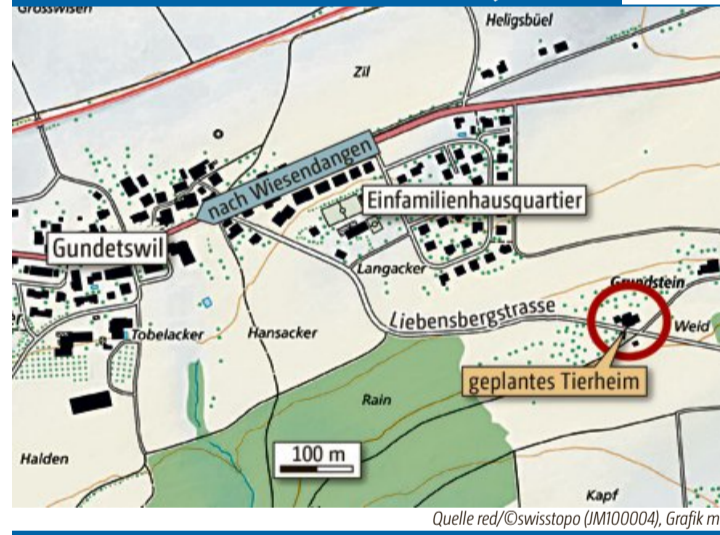 Grosswisen
Heligsbüel
Zil
nach Wiesendangen
Einfamilienhausquartier
Gundetswil
Langacker
Grundstein
Liebensbergstrasse
Weid
Tobelacker
Hansacker
geplantes Tierheim
Rain
100 m
Halden
Kapf
Quelle red/©swisstopo (JM100004), Grafik m